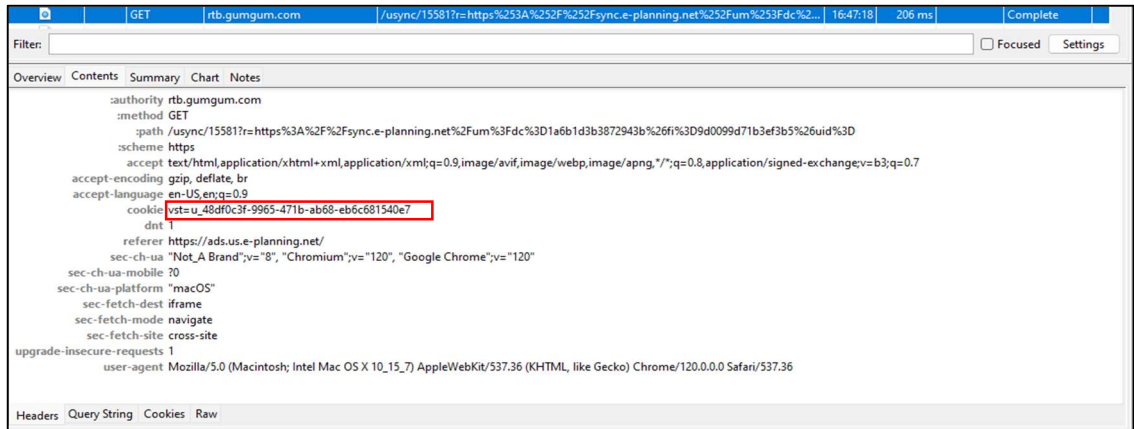 GET rtb.gumgum.com /usync/15581?r=https%253A%252F%252Fsync.e-planning.net%252Fum%253Fdc%2... 16:47:18 206 ms Complete
Filter: Focused Settings
Overview Contents Summary Chart Notes
:authority rtb.gumgum.com
:method GET
:path /usync/15581?r=https%3A%2F%2Fsync.e-planning.net%2Fum%3Fdc%3D1a6b1d3b3872943b%26fi%3D9d0099d71b3ef3b5%26uid%3D
:scheme https
accept text/html,application/xhtml+xml,application/xml;q=0.9,image/avif,image/webp,image/apng,*/*;q=0.8,application/signed-exchange;v=b3;q=0.7
accept-encoding gzip, deflate, br
accept-language en-US,en;q=0.9
cookie vst=u_48df0c3f-9965-471b-ab68-eb6c681540e7
dnt 1
referer https://ads.us.e-planning.net/
sec-ch-ua "Not_A Brand";v="8", "Chromium";v="120", "Google Chrome";v="120"
sec-ch-ua-mobile ?0
sec-ch-ua-platform "macOS"
sec-fetch-dest iframe
sec-fetch-mode navigate
sec-fetch-site cross-site
upgrade-insecure-requests 1
user-agent Mozilla/5.0 (Macintosh; Intel Mac OS X 10_15_7) AppleWebKit/537.36 (KHTML, like Gecko) Chrome/120.0.0.0 Safari/537.36
Headers Query String Cookies Raw